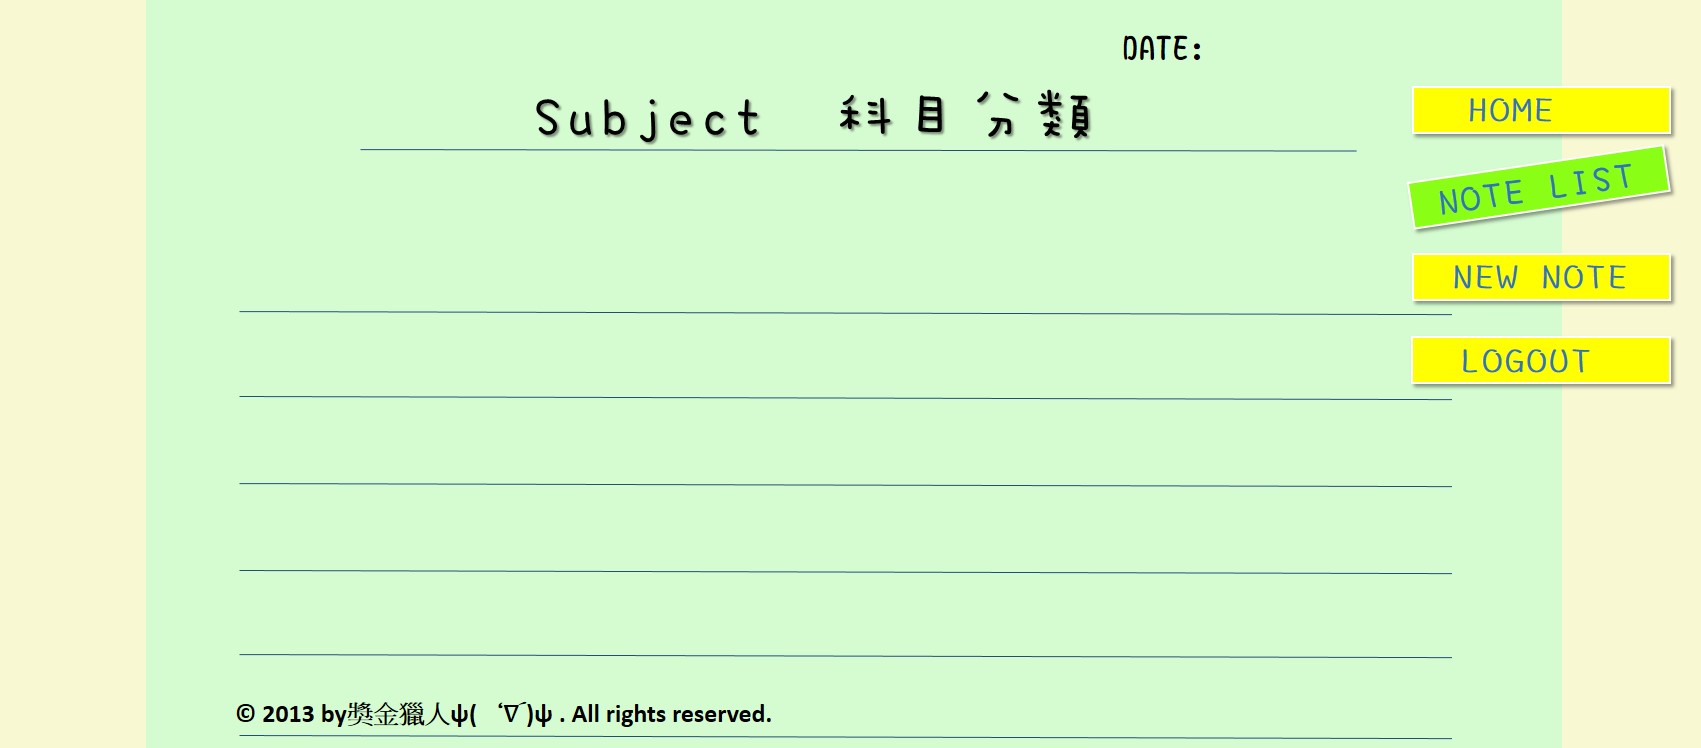 DATE:
Subject 科目分類
HOME
NOTE LIST
NEW NOTE
LOGOUT
© 2013 by獎金獵人ψ( ‘∇ˊ)ψ . All rights reserved.